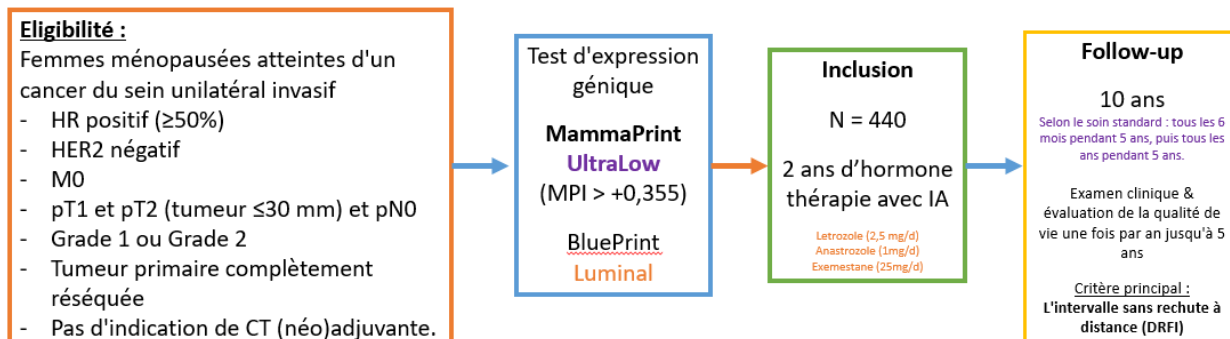 Eligibilité :
Femmes ménopausées atteintes d'un
cancer du sein unilatéral invasif
- HR positif (≥50%)
- HER2 négatif
- M0
- pT1 et pT2 (tumeur ≤30 mm) et pN0
- Grade 1 ou Grade 2
- Tumeur primaire complètement
réséquée
- Pas d'indication de CT (néo)adjuvante.
Test d'expression
génique
MammaPrint
UltraLow
(MPI > +0,355)
BluePrint
Luminal
Inclusion
N = 440
2 ans d’hormone
thérapie avec IA
Letrozole (2,5 mg/d)
Anastrozole (1mg/d)
Exemestane (25mg/d)
Follow-up
10 ans
Selon le soin standard : tous les 6
mois pendant 5 ans, puis tous les
ans pendant 5 ans.
Examen clinique &
évaluation de la qualité de
vie une fois par an jusqu'à 5
ans
Critère principal :
L'intervalle sans rechute à
distance (DRFI)